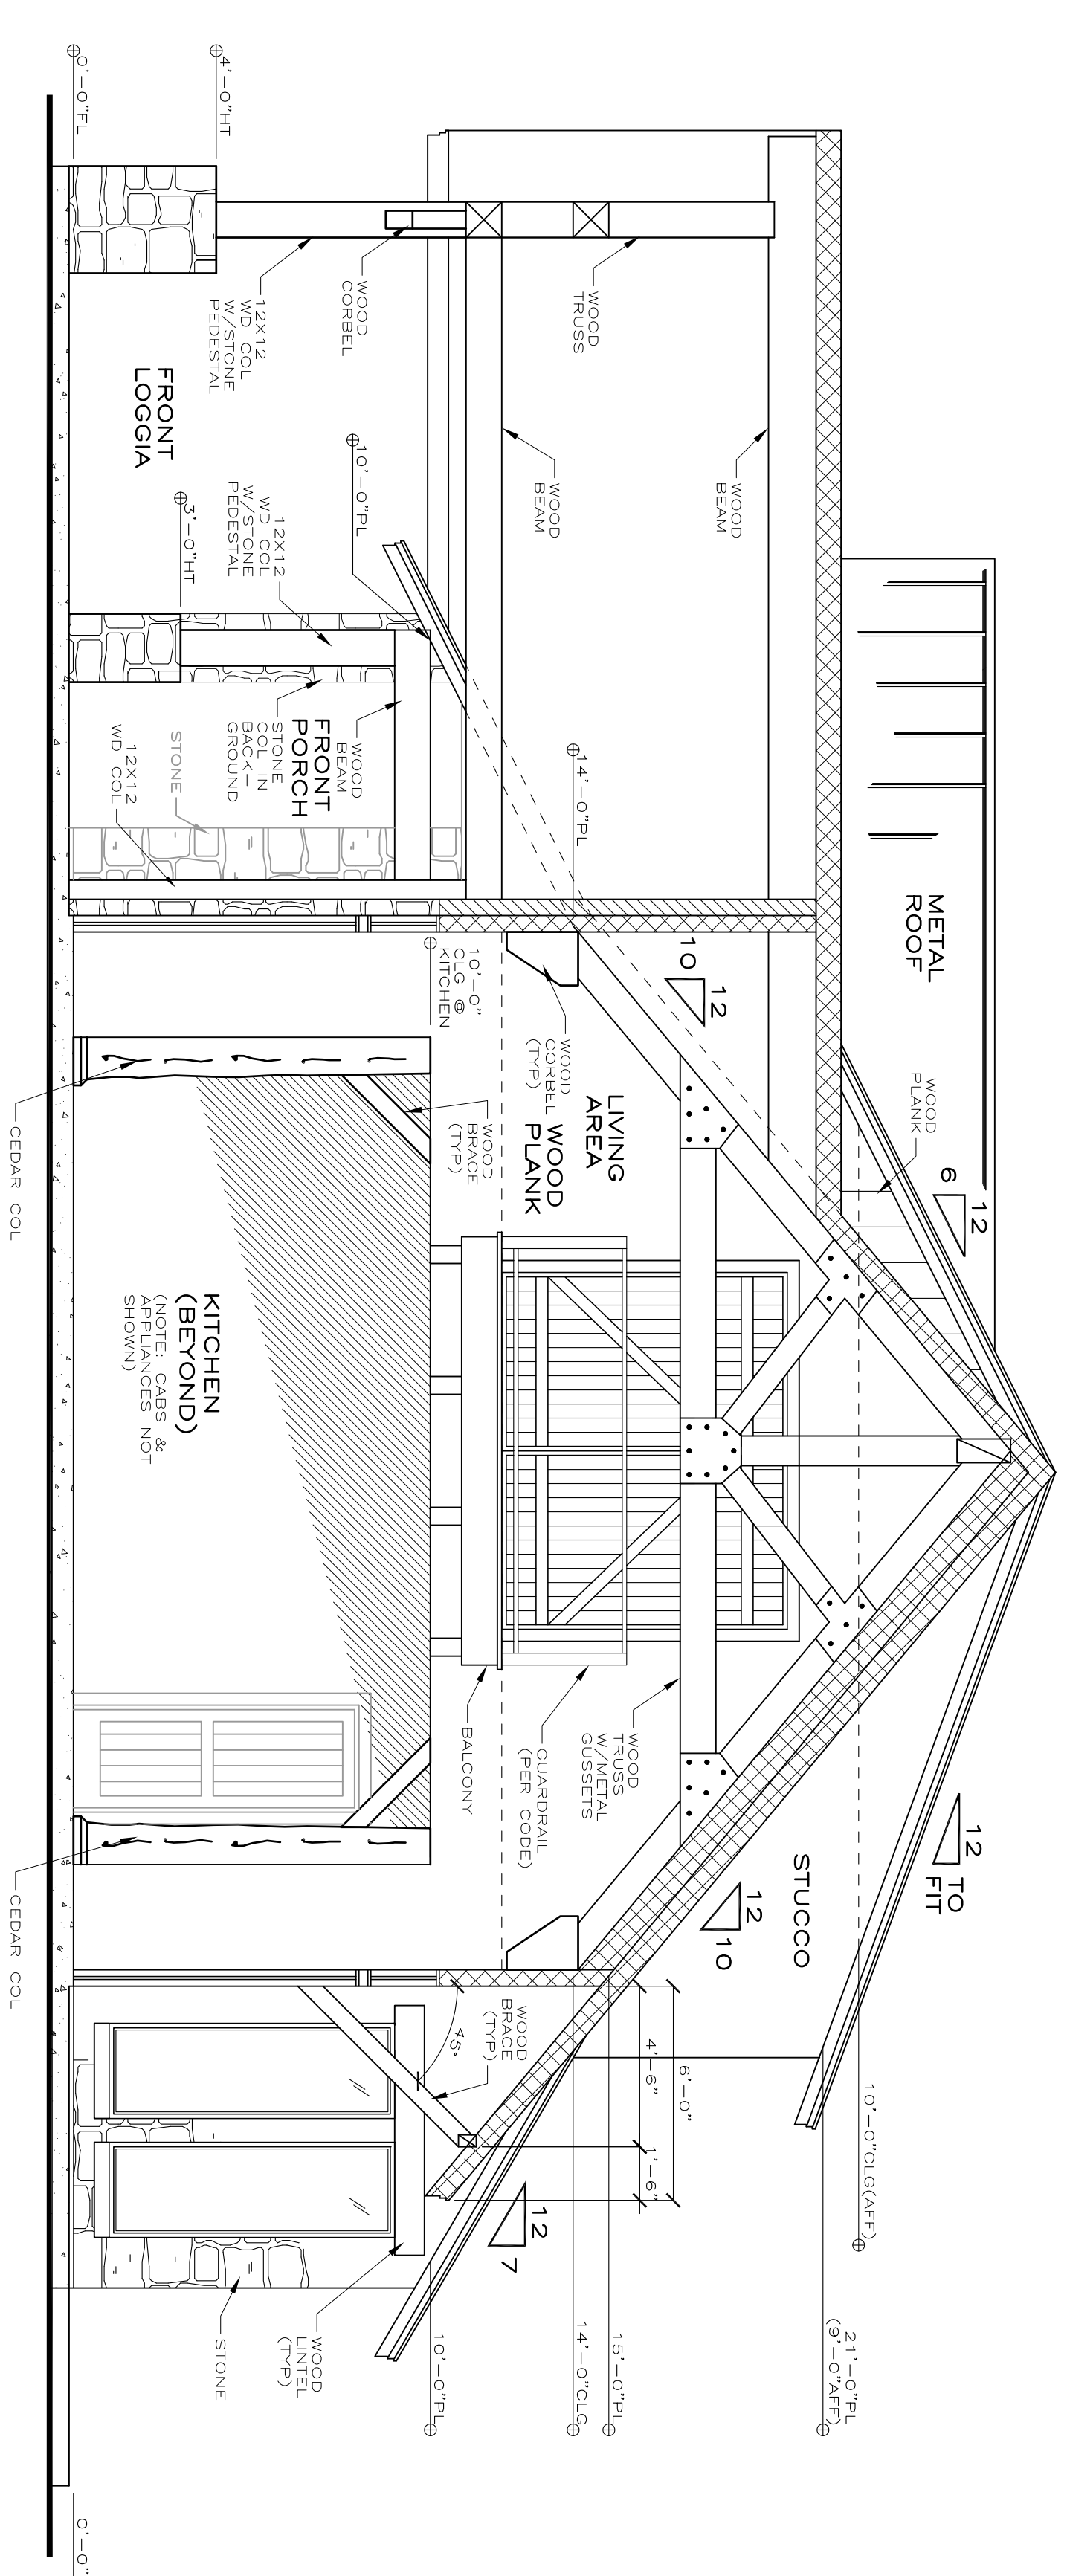 0'-0"FL
4'-0"HT
12X12
WD COL
W/STONE
PEDESTAL
WOOD
CORBEL
WOOD
TRUSS
FRONT
LOGGIA
10'-0"PL
WOOD
BEAM
WOOD
BEAM
3'-0"HT
12X12
WD COL
W/STONE
PEDESTAL
WOOD
BEAM
FRONT
PORCH
STONE
COL IN
BACK-
GROUND
STONE
12X12
WD COL
14'-0"PL
METAL
ROOF
10'-0"
CLG @
KITCHEN
12
10
WOOD
CORBEL
(TYP)
WOOD
PLANK
LIVING
AREA
WOOD
PLANK
WOOD
BRACE
(TYP)
CEDAR COL
12
6
KITCHEN
(BEYOND)
(NOTE: CABS &
APPLIANCES NOT
SHOWN)
BALCONY
GUARDRAIL
(PER CODE)
WOOD
TRUSS
W/METAL
GUSSETS
STUCCO
12
TO
FIT
12
10
CEDAR COL
WOOD
BRACE
(TYP)
45°
6'-0"
4'-6"
1'-6"
12
7
10'-0"CLG(AFF)
21'-0"PL
(9'-0"AFF)
15'-0"PL
14'-0"CLG
10'-0"PL
WOOD
LINTEL
(TYP)
STONE
0'-0"